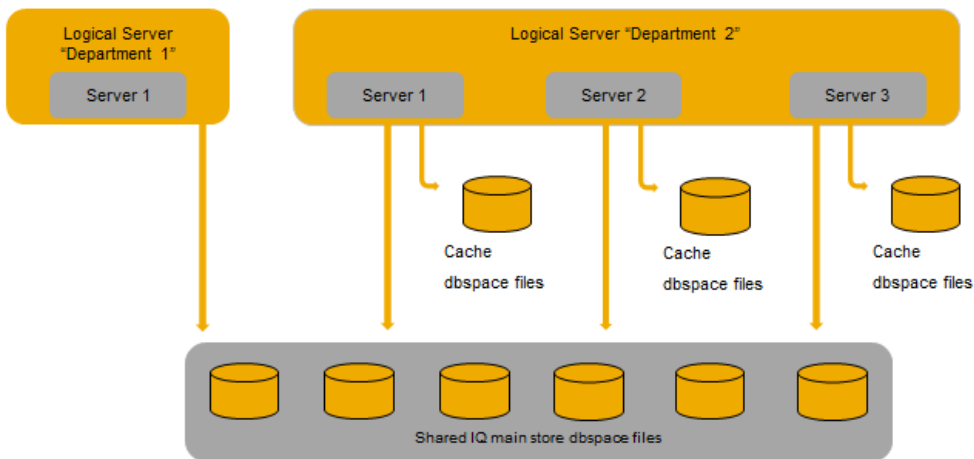 Logical Server
“Department 1”
Server 1
Logical Server “Department 2”
Server 1
Server 2
Server 3
Cache
dbspace files
Cache
dbspace files
Cache
dbspace files
Shared IQ main store dbspace files